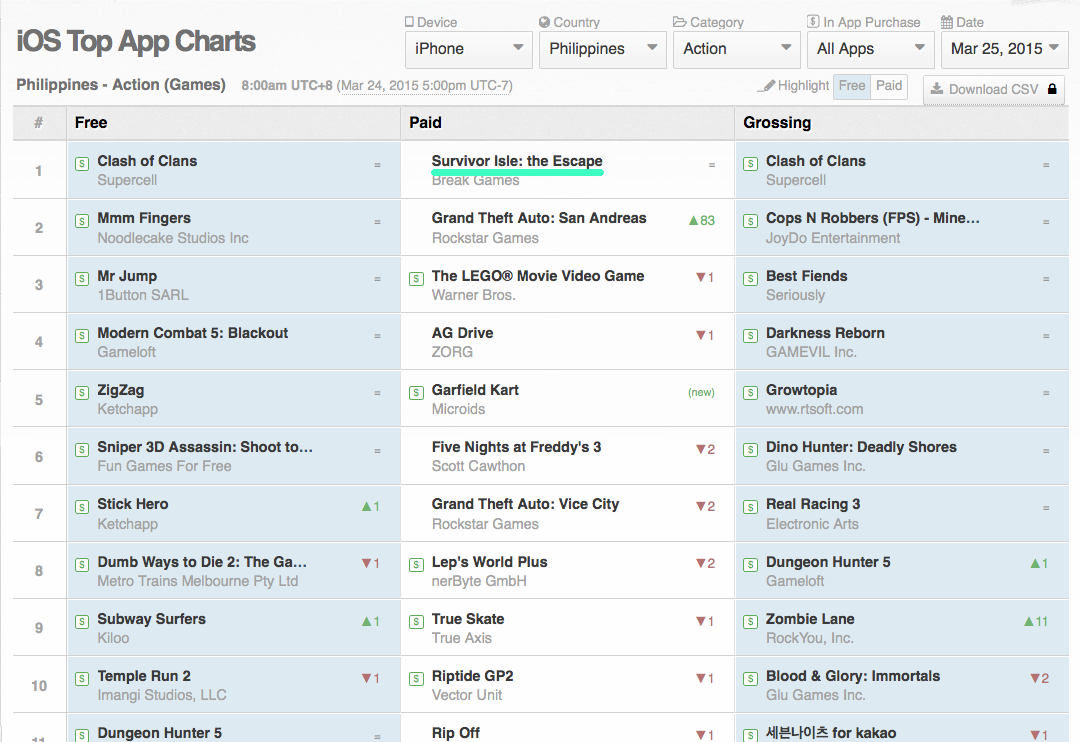 iOS Top App Charts
Device Country Category $ In App Purchase Date
iPhone Philippines Action All Apps Mar 25, 2015
Philippines - Action (Games) 8:00am UTC+8 (Mar 24, 2015 5:00pm UTC-7) Highlight Free Paid Download CSV
# Free Paid Grossing
1 $ Clash of Clans = Survivor Isle: the Escape = $ Clash of Clans =
Supercell Break Games Supercell
2 $ Mmm Fingers = Grand Theft Auto: San Andreas ▲83 $ Cops N Robbers (FPS) - Mine… =
Noodlecake Studios Inc Rockstar Games JoyDo Entertainment
3 $ Mr Jump = $ The LEGO® Movie Video Game ▼1 $ Best Fiends =
1Button SARL Warner Bros. Seriously
4 $ Modern Combat 5: Blackout = AG Drive ▼1 $ Darkness Reborn =
Gameloft ZORG GAMEVIL Inc.
5 $ ZigZag = $ Garfield Kart (new) $ Growtopia =
Ketchapp Microids www.rtsoft.com
6 $ Sniper 3D Assassin: Shoot to… = Five Nights at Freddy's 3 ▼2 $ Dino Hunter: Deadly Shores =
Fun Games For Free Scott Cawthon Glu Games Inc.
7 $ Stick Hero ▲1 Grand Theft Auto: Vice City ▼2 $ Real Racing 3 =
Ketchapp Rockstar Games Electronic Arts
8 $ Dumb Ways to Die 2: The Ga… ▼1 $ Lep's World Plus ▼2 $ Dungeon Hunter 5 ▲1
Metro Trains Melbourne Pty Ltd nerByte GmbH Gameloft
9 $ Subway Surfers ▲1 $ True Skate ▼1 $ Zombie Lane ▲11
Kiloo True Axis RockYou, Inc.
10 $ Temple Run 2 ▼1 $ Riptide GP2 ▼1 $ Blood & Glory: Immortals ▼2
Imangi Studios, LLC Vector Unit Glu Games Inc.
11 $ Dungeon Hunter 5 = Rip Off ▼1 $ 세븐나이츠 for kakao ▼1